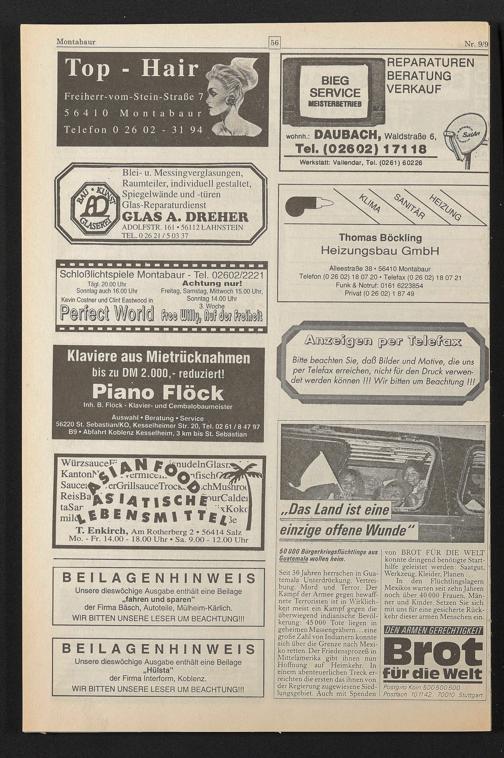 Montabaur
56
Nr. 9/9
Top - Hair
Freiherr-vom-Stein-Straße 7
56410 Montabaur
Telefon 0 26 02 - 31 94
BIEG
SERVICE
MEISTERBETRIEB
REPARATUREN
BERATUNG
VERKAUF
wohnh.: DAUBACH, Waldstraße 6,
Tel. (02602) 17118
Werkstatt: Vallendar, Tel. (0261) 60226
BAU - KUNST
GLASEREI
Blei- u. Messingverglasungen,
Raumteiler, individuell gestaltet,
Spiegelwände und -türen
Glas-Reparaturdienst
GLAS A. DREHER
ADOLFSTR. 161 • 56112 LAHNSTEIN
TEL. 0 26 21 / 5 03 37
KLIMA
SANITÄR
HEIZUNG
Thomas Böckling
Heizungsbau GmbH
Alleestraße 38 • 56410 Montabaur
Telefon (0 26 02) 18 07 20 • Telefax (0 26 02) 18 07 21
Funk & Notruf: 0161 6223854
Privat (0 26 02) 1 87 49
Schloßlichtspiele Montabaur - Tel. 02602/2221
Tägl. 20.00 Uhr
Sonntag auch 16.00 Uhr
Kevin Costner und Clint Eastwood in
Perfect World
Achtung nur!
Freitag, Samstag, Mittwoch 15.00 Uhr,
Sonntag 14.00 Uhr
3. Woche
Free Willy, Ruf der Freiheit
Anzeigen per Telefax
Bitte beachten Sie, daß Bilder und Motive, die uns
per Telefax erreichen, nicht für den Druck verwen-
det werden können !!! Wir bitten um Beachtung !!!
Klaviere aus Mietrücknahmen
bis zu DM 2.000,- reduziert!
Piano Flöck
Inh. B. Flöck - Klavier- und Cembalobaumeister
Auswahl • Beratung • Service
56220 St. Sebastian/KO, Kesselheimer Str. 20, Tel. 02 61 / 8 47 97
B9 • Abfahrt Koblenz Kesselheim, 3 km bis St. Sebastian
ASIANFOOD
ASIATISCHE
LEBENSMITTEL
T. Enkirch, Am Rotherberg 2 • 56414 Salz
Mo. - Fr. 14.00 - 18.00 Uhr • Sa. 9.00 - 12.00 Uhr
BEILAGENHINWEIS
Unsere dieswöchige Ausgabe enthält eine Beilage
„fahren und sparen"
der Firma Bäsch, Autoteile, Mülheim-Kärlich.
WIR BITTEN UNSERE LESER UM BEACHTUNG!!!
BEILAGENHINWEIS
Unsere dieswöchige Ausgabe enthält eine Beilage
„Hülsta"
der Firma Interform, Koblenz.
WIR BITTEN UNSERE LESER UM BEACHTUNG!!!
„Das Land ist eine
einzige offene Wunde"
50 000 Bürgerkriegsflüchtlinge aus
Guatemala wollen heim.
Seit 30 Jahren herrschen in Gua-
temala Unterdrückung, Vertrei-
bung, Mord und Terror. Der
Kampf der Armee gegen bewaff-
nete Terroristen ist in Wirklich-
keit meist ein Kampf gegen die
überwiegend indianische Bevöl-
kerung: 45 000 Tote liegen in
geheimen Massengräbern... eine
große Zahl von Indianern konnte
sich über die Grenze nach Mexi-
ko retten. Der Friedensprozeß in
Mittelamerika gibt ihnen nun
Hoffnung auf Heimkehr. In
einem abenteuerlichen Treck er-
reichten die ersten das ihnen von
der Regierung zugewiesene Sied-
lungsgebiet. Auch mit Spenden
von BROT FÜR DIE WELT
konnte dringend benötigte Start-
hilfe geleistet werden: Saatgut,
Werkzeug, Kleider, Planen...
In den Flüchtlingslagern
Mexikos warten seit zehn Jahren
noch über 40 000 Frauen, Män-
ner und Kinder. Setzen Sie sich
mit uns für eine gesicherte Rück-
kehr dieser armen Menschen ein.
DEN ARMEN GERECHTIGKEIT
Brot
für die Welt
Postgiro Köln 500 500 500
Postfach 10 11 42 · 70010 Stuttgart